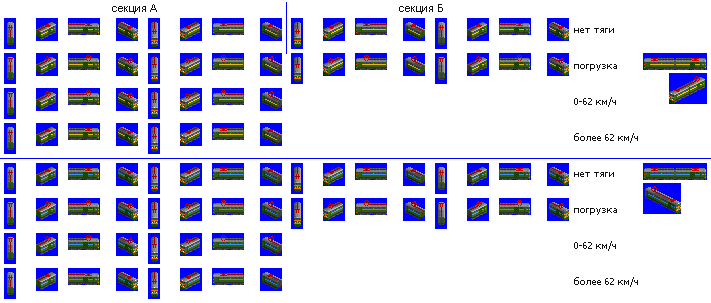 секция А
секция Б
нет тяги
погрузка
0-62 км/ч
более 62 км/ч
нет тяги
погрузка
0-62 км/ч
более 62 км/ч